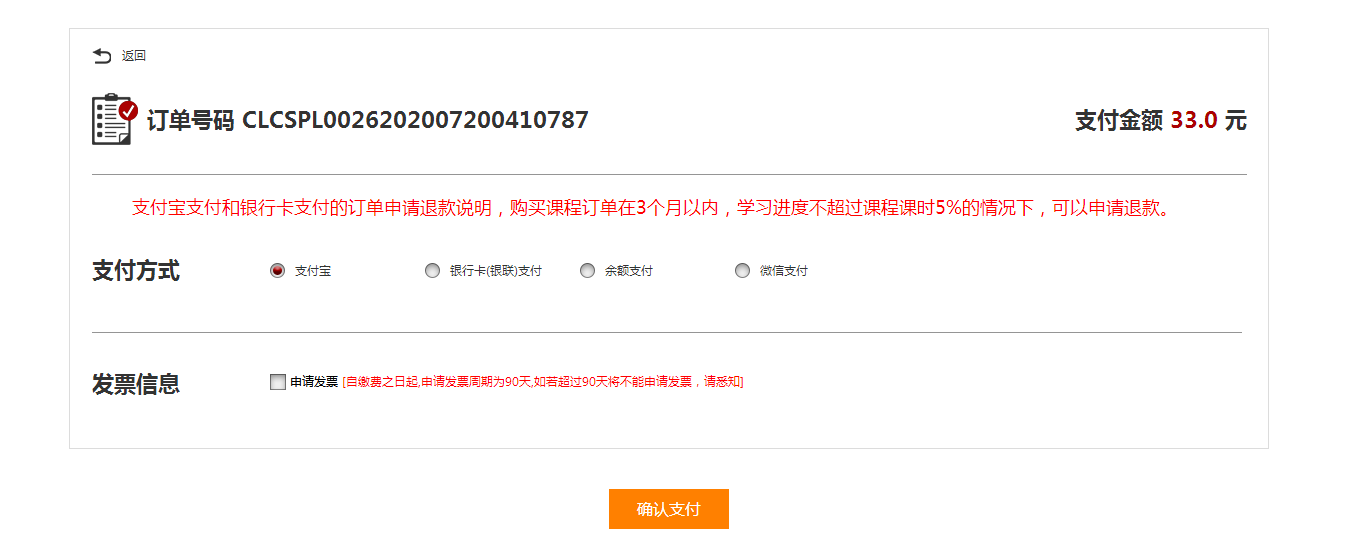 返回
订单号码 CLCSPL0026202007200410787
支付金额 33.0 元
支付宝支付和银行卡支付的订单申请退款说明，购买课程订单在3个月以内，学习进度不超过课程课时5%的情况下，可以申请退款。
支付方式 支付宝 银行卡(银联)支付 余额支付 微信支付
发票信息 申请发票 [自缴费之日起,申请发票周期为90天,如若超过90天将不能申请发票，请悉知]
确认支付